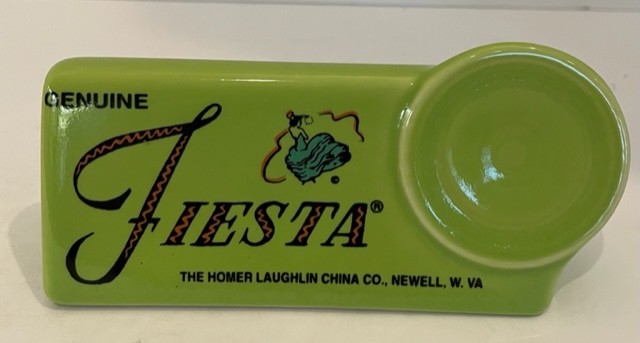 GENUINE
FIESTA®
©
THE HOMER LAUGHLIN CHINA CO., NEWELL, W. VA